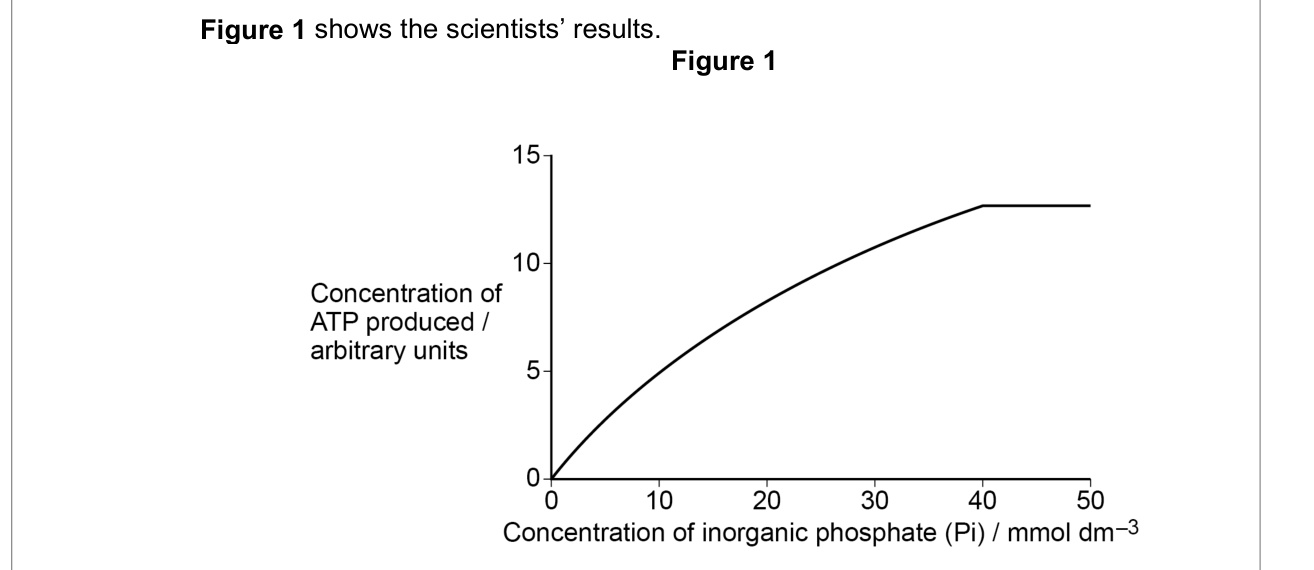 Figure 1 shows the scientists’ results.
Figure 1
15
10
Concentration of
ATP produced /
arbitrary units
5
0
0 10 20 30 40 50
Concentration of inorganic phosphate (Pi) / mmol dm–3